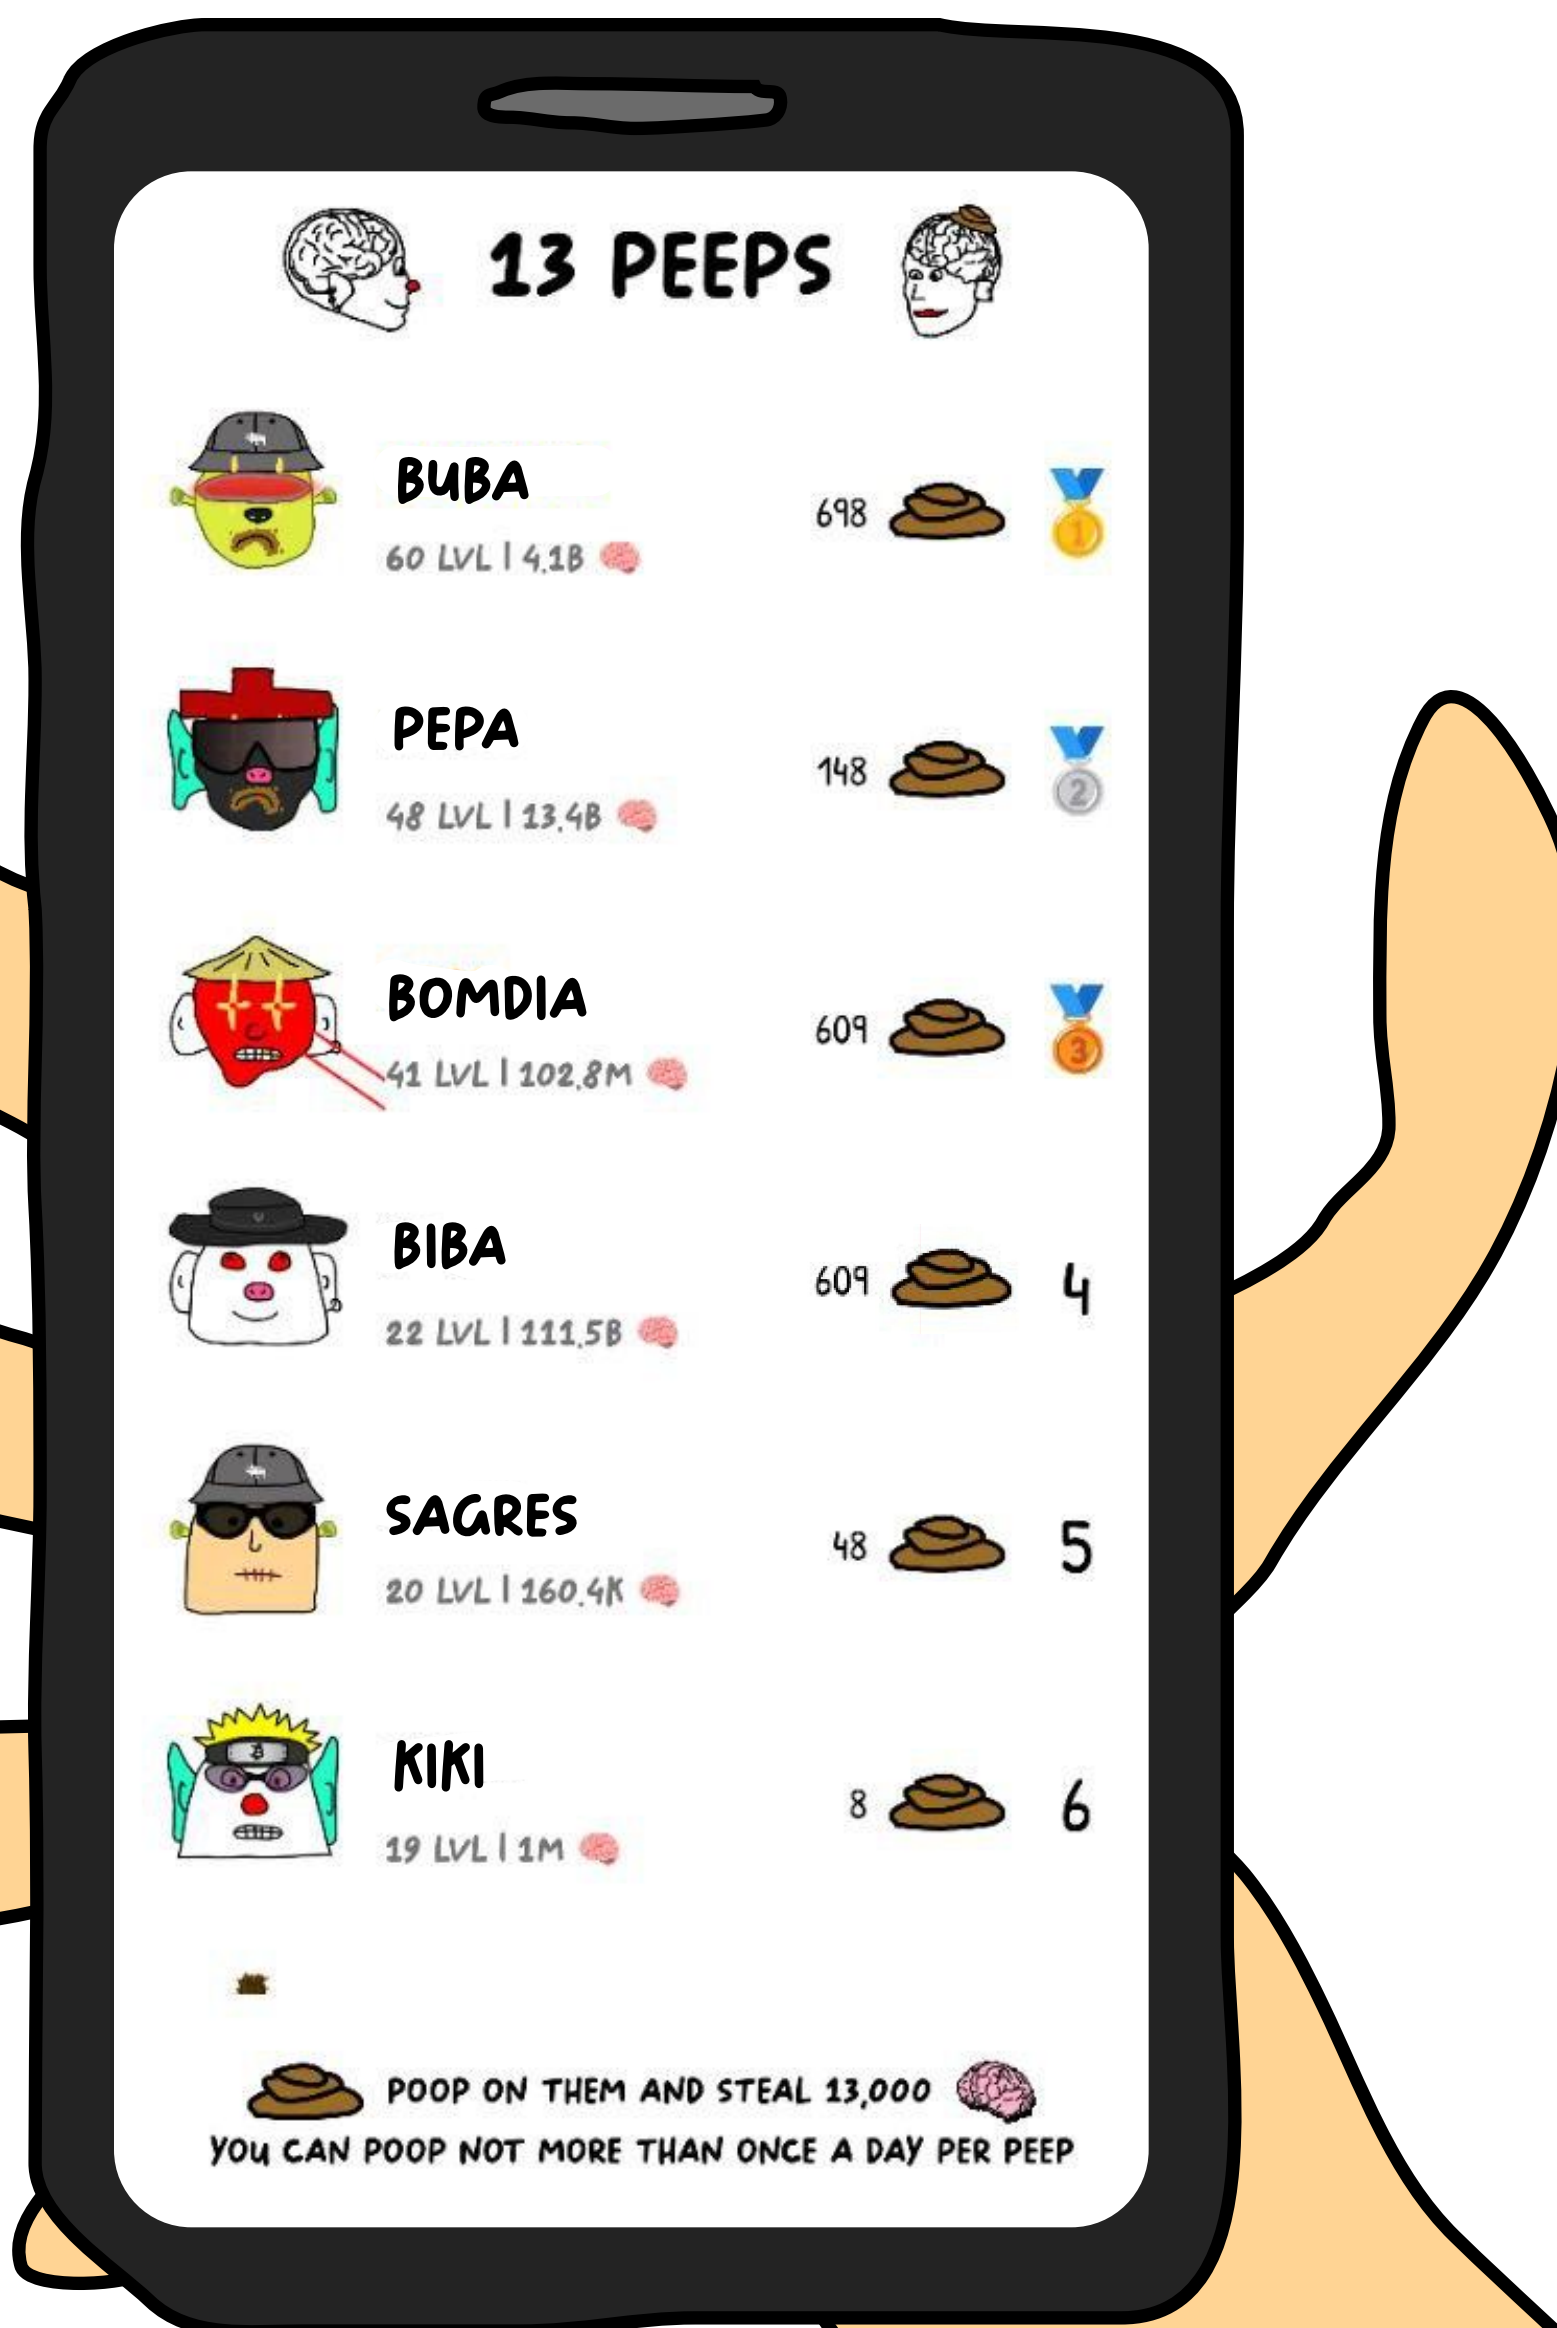 13 PEEPS
BUBA
60 LVL | 4.1B
698
1
PEPA
48 LVL | 13.4B
148
2
BOMDIA
41 LVL | 102.8M
609
3
BIBA
22 LVL | 111.5B
609
4
SAGRES
20 LVL | 160.4K
48
5
KIKI
19 LVL | 1M
8
6
POOP ON THEM AND STEAL 13,000
YOU CAN POOP NOT MORE THAN ONCE A DAY PER PEEP